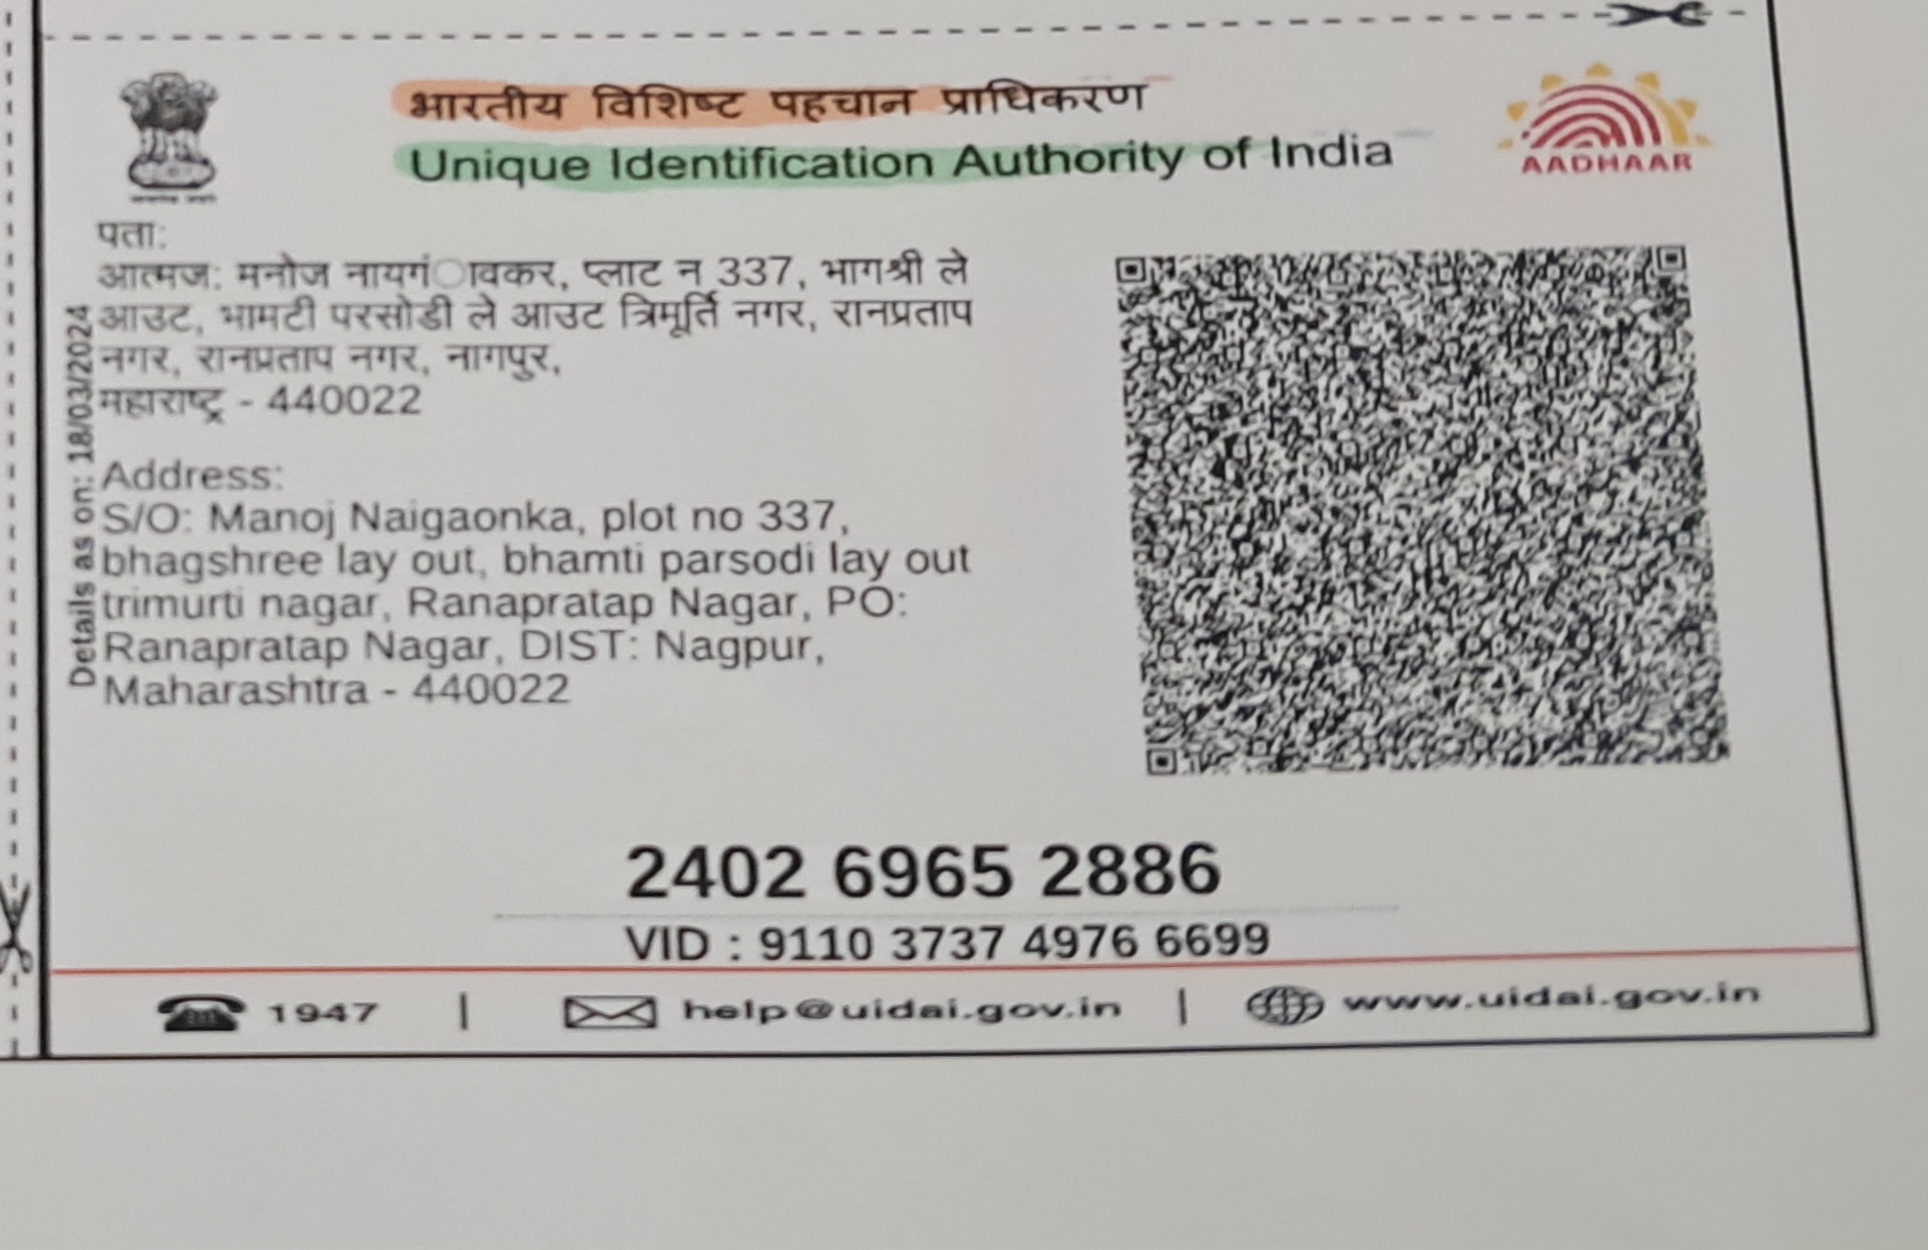 भारतीय विशिष्ट पहचान प्राधिकरण
Unique Identification Authority of India
AADHAAR
पता:
आत्मज: मनोज नायगंावकर, प्लाट न 337, भागश्री ले
आउट, भामटी परसोडी ले आउट त्रिमूर्ति नगर, रानप्रताप
नगर, रानप्रताप नगर, नागपुर,
महाराष्ट्र - 440022
Address:
S/O: Manoj Naigaonka, plot no 337,
bhagshree lay out, bhamti parsodi lay out
trimurti nagar, Ranapratap Nagar, PO:
Ranapratap Nagar, DIST: Nagpur,
Maharashtra - 440022
Details as on: 18/03/2024
2402 6965 2886
VID : 9110 3737 4976 6699
1947 | help@uidai.gov.in | www.uidai.gov.in